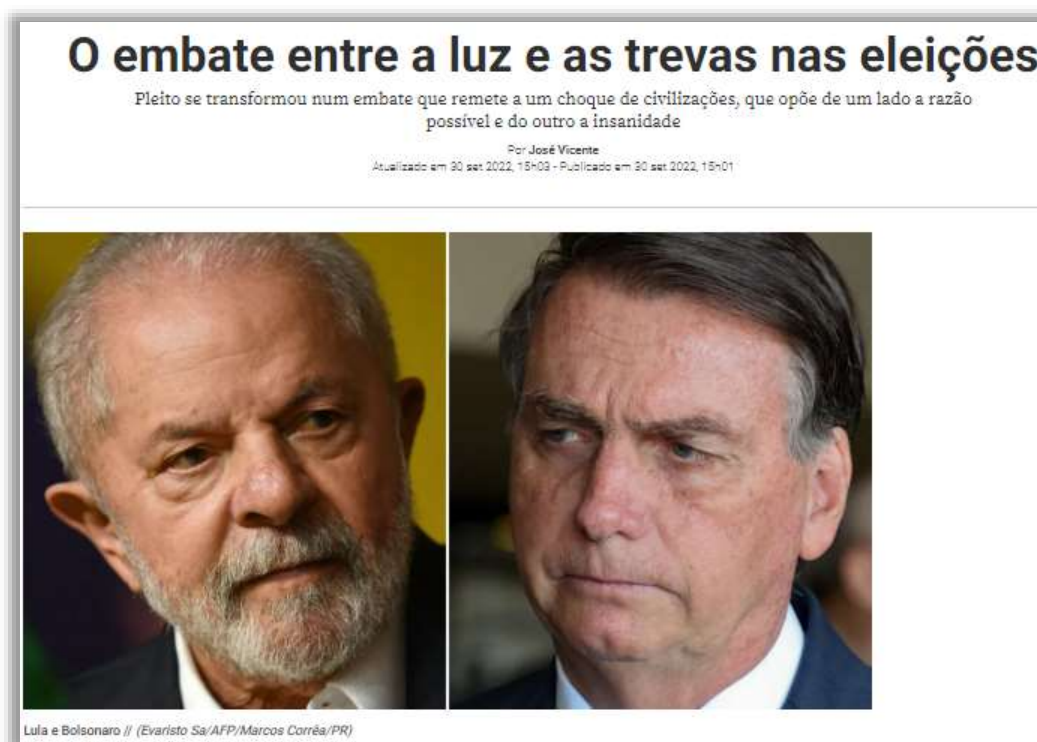 O embate entre a luz e as trevas nas eleições
Pleito se transformou num embate que remete a um choque de civilizações, que opõe de um lado a razão
possível e do outro a insanidade
Por José Vicente
Atualizado em 30 set 2022, 15h03 - Publicado em 30 set 2022, 15h01
Lula e Bolsonaro // (Evaristo Sa/AFP/Marcos Corrêa/PR)